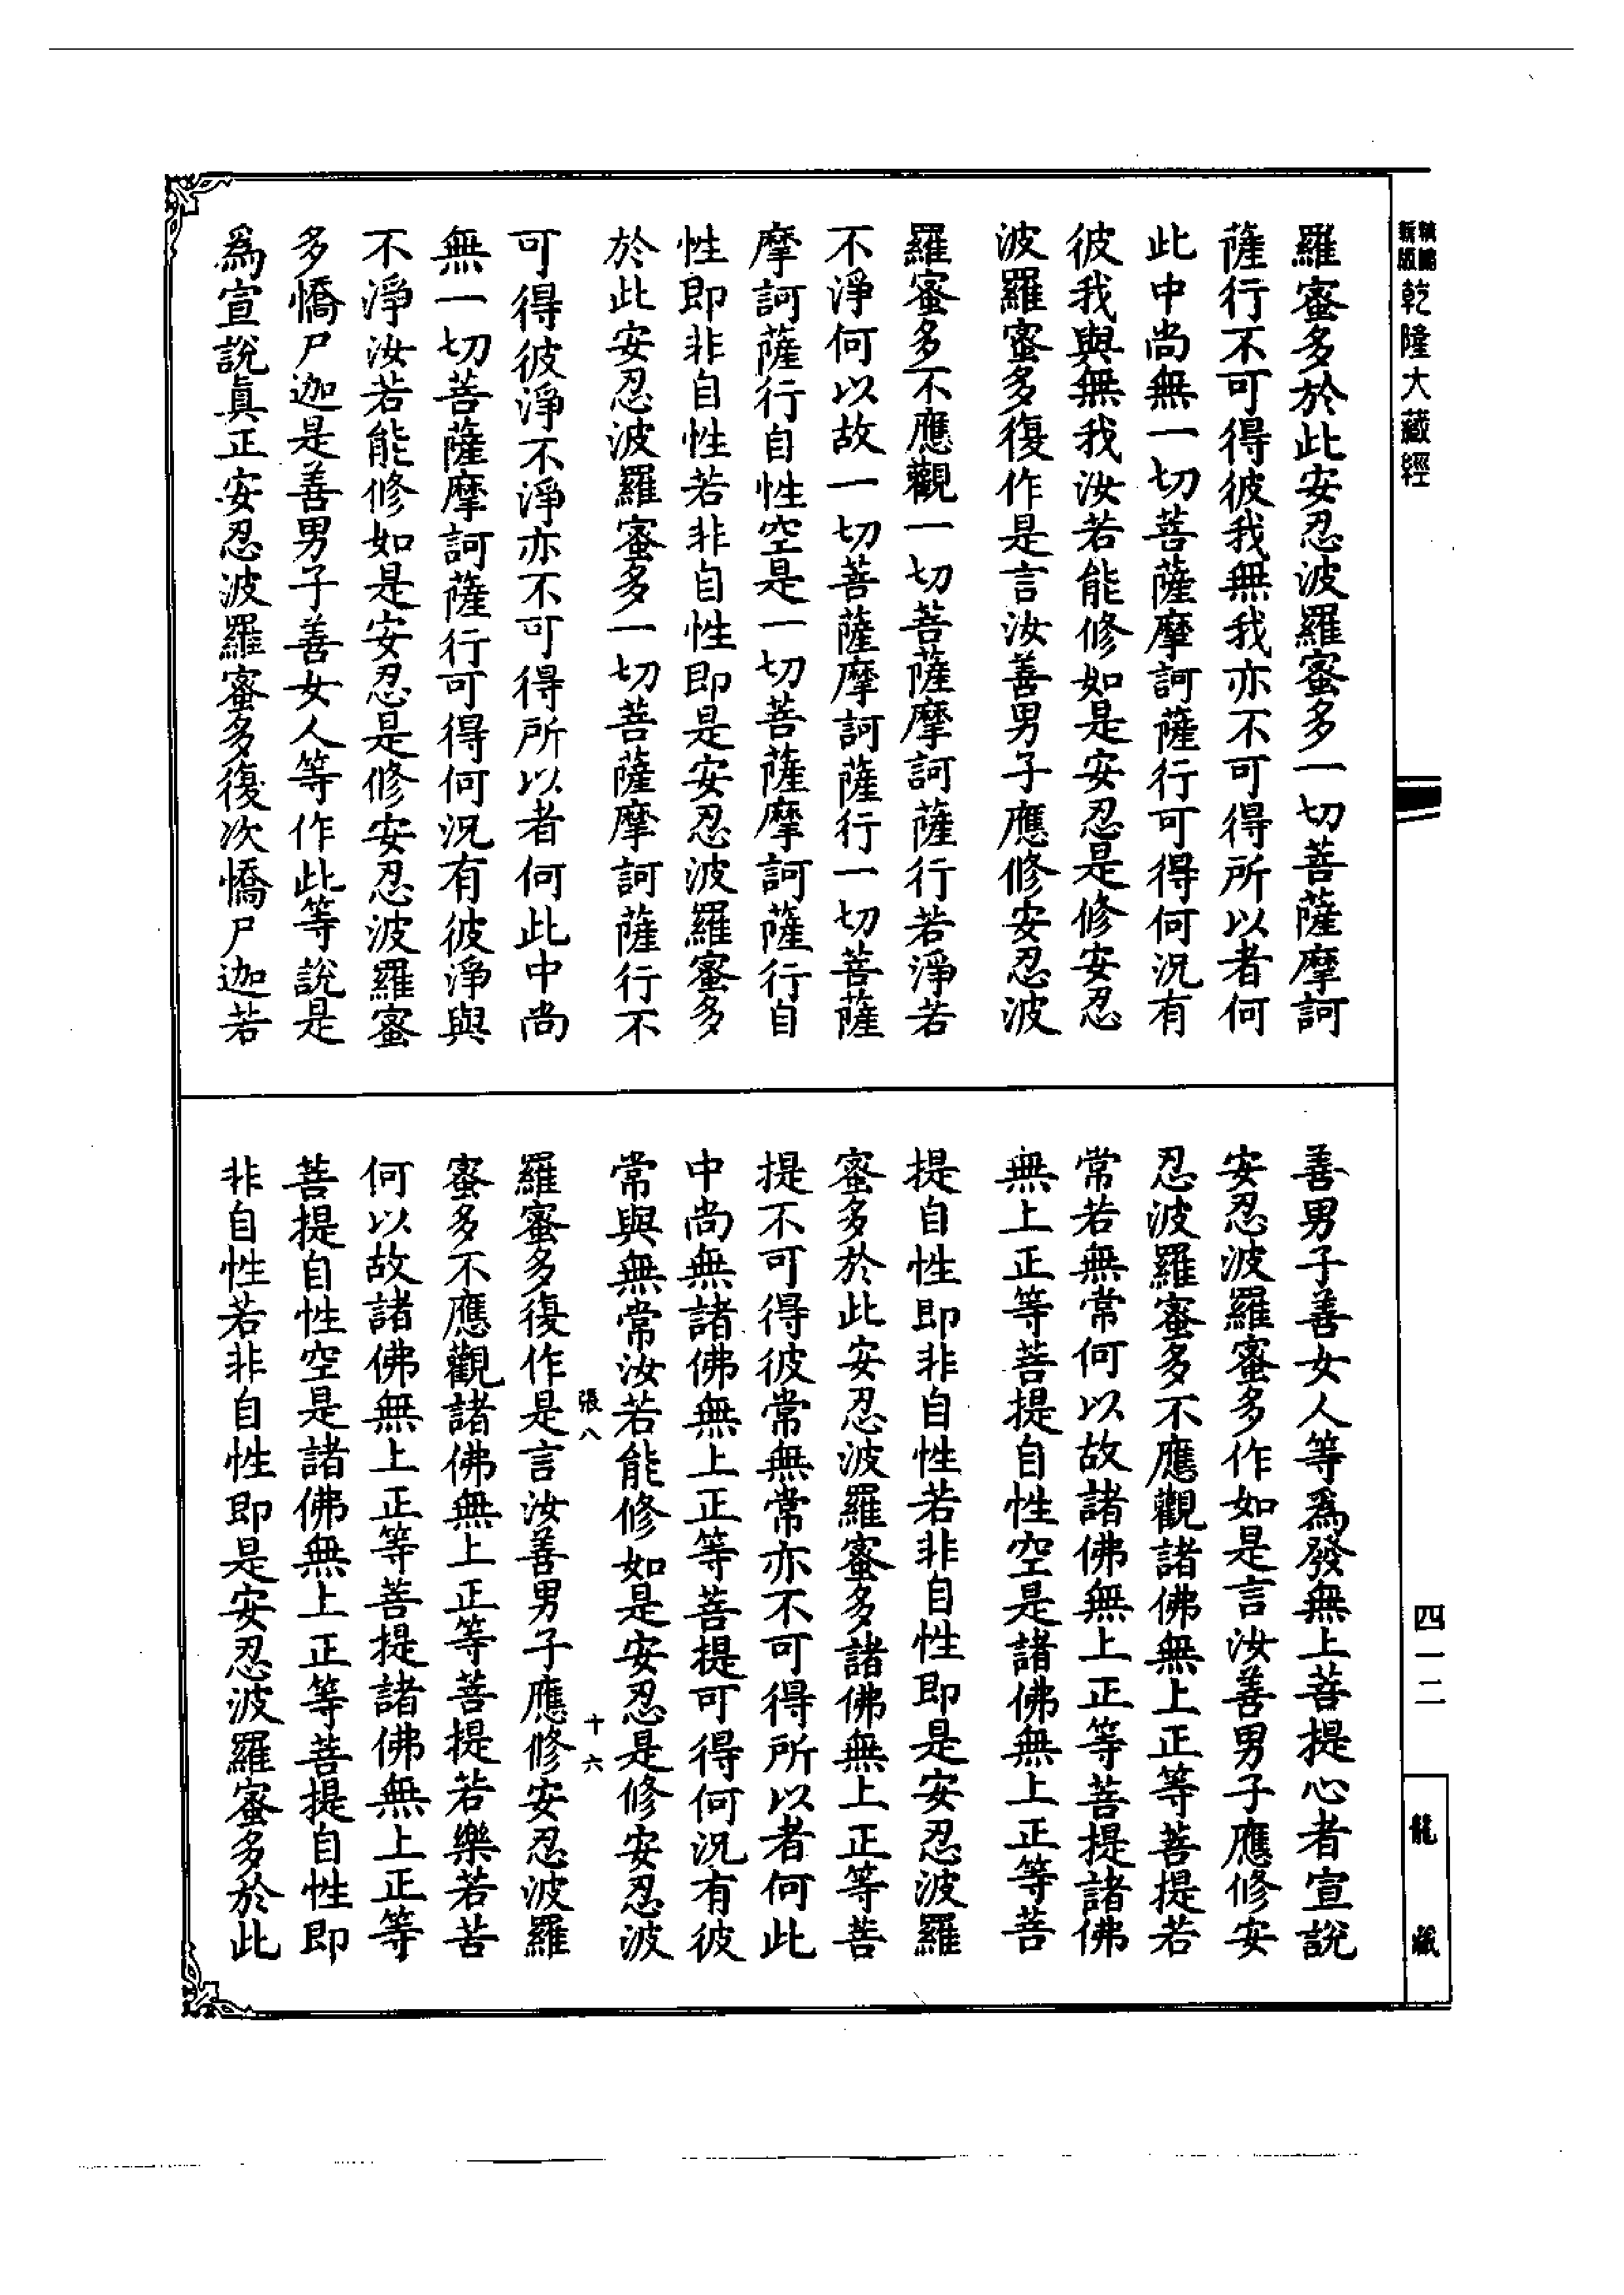 新版
精編
乾隆大藏經
羅蜜多於此安忍波羅蜜多一切菩薩摩訶
薩行不可得彼我無我亦不可得所以者何
此中尚無一切菩薩摩訶薩行可得何況有
彼我與無我汝若能修如是安忍是修安忍
波羅蜜多復作是言汝善男子應修安忍波
羅蜜多不應觀一切菩薩摩訶薩行若淨若
不淨何以故一切菩薩摩訶薩行一切菩薩
摩訶薩行自性空是一切菩薩摩訶薩行自
性即非自性若非自性即是安忍波羅蜜多
於此安忍波羅蜜多一切菩薩摩訶薩行不
可得彼淨不淨亦不可得所以者何此中尚
無一切菩薩摩訶薩行可得何況有彼淨與
不淨汝若能修如是安忍是修安忍波羅蜜
多憍尸迦是善男子善女人等作此等說是
為宣說真正安忍波羅蜜多復次憍尸迦若
善男子善女人等為發無上菩提心者宣說
安忍波羅蜜多作如是言汝善男子應修安
忍波羅蜜多不應觀諸佛無上正等菩提若
常若無常何以故諸佛無上正等菩提諸佛
無上正等菩提自性空是諸佛無上正等菩
提自性即非自性若非自性即是安忍波羅
蜜多於此安忍波羅蜜多諸佛無上正等菩
提不可得彼常無常亦不可得所以者何此
中尚無諸佛無上正等菩提可得何況有彼
常與無常汝若能修如是安忍是修安忍波
張八 十六
羅蜜多復作是言汝善男子應修安忍波羅
蜜多不應觀諸佛無上正等菩提若樂若苦
何以故諸佛無上正等菩提諸佛無上正等
菩提自性空是諸佛無上正等菩提自性即
非自性若非自性即是安忍波羅蜜多於此
四一二
龍藏